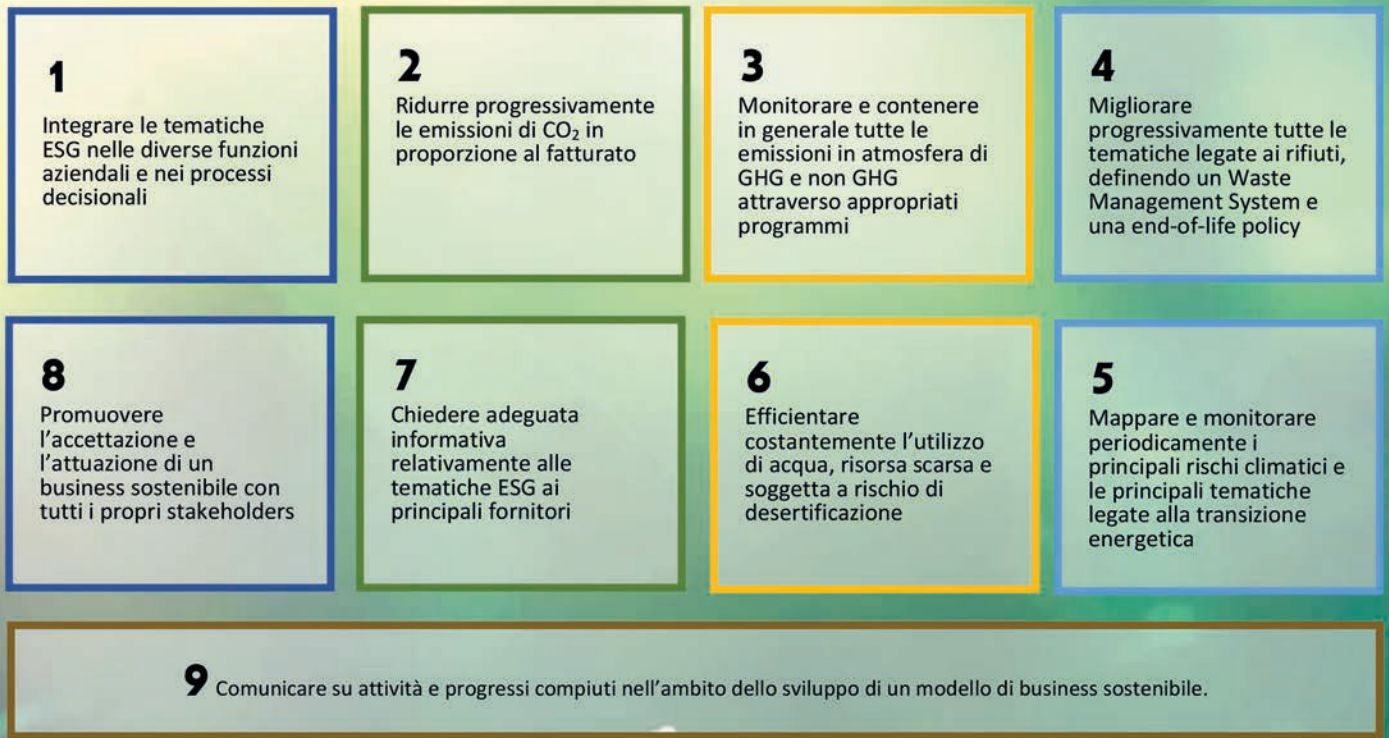 1
Integrare le tematiche
ESG nelle diverse funzioni
aziendali e nei processi
decisionali
2
Ridurre progressivamente
le emissioni di CO₂ in
proporzione al fatturato
3
Monitorare e contenere
in generale tutte le
emissioni in atmosfera di
GHG e non GHG
attraverso appropriati
programmi
4
Migliorare
progressivamente tutte le
tematiche legate ai rifiuti,
definendo un Waste
Management System e
una end-of-life policy
8
Promuovere
l’accettazione e
l’attuazione di un
business sostenibile con
tutti i propri stakeholders
7
Chiedere adeguata
informativa
relativamente alle
tematiche ESG ai
principali fornitori
6
Efficientare
costantemente l’utilizzo
di acqua, risorsa scarsa e
soggetta a rischio di
desertificazione
5
Mappare e monitorare
periodicamente i
principali rischi climatici e
le principali tematiche
legate alla transizione
energetica
9 Comunicare su attività e progressi compiuti nell’ambito dello sviluppo di un modello di business sostenibile.